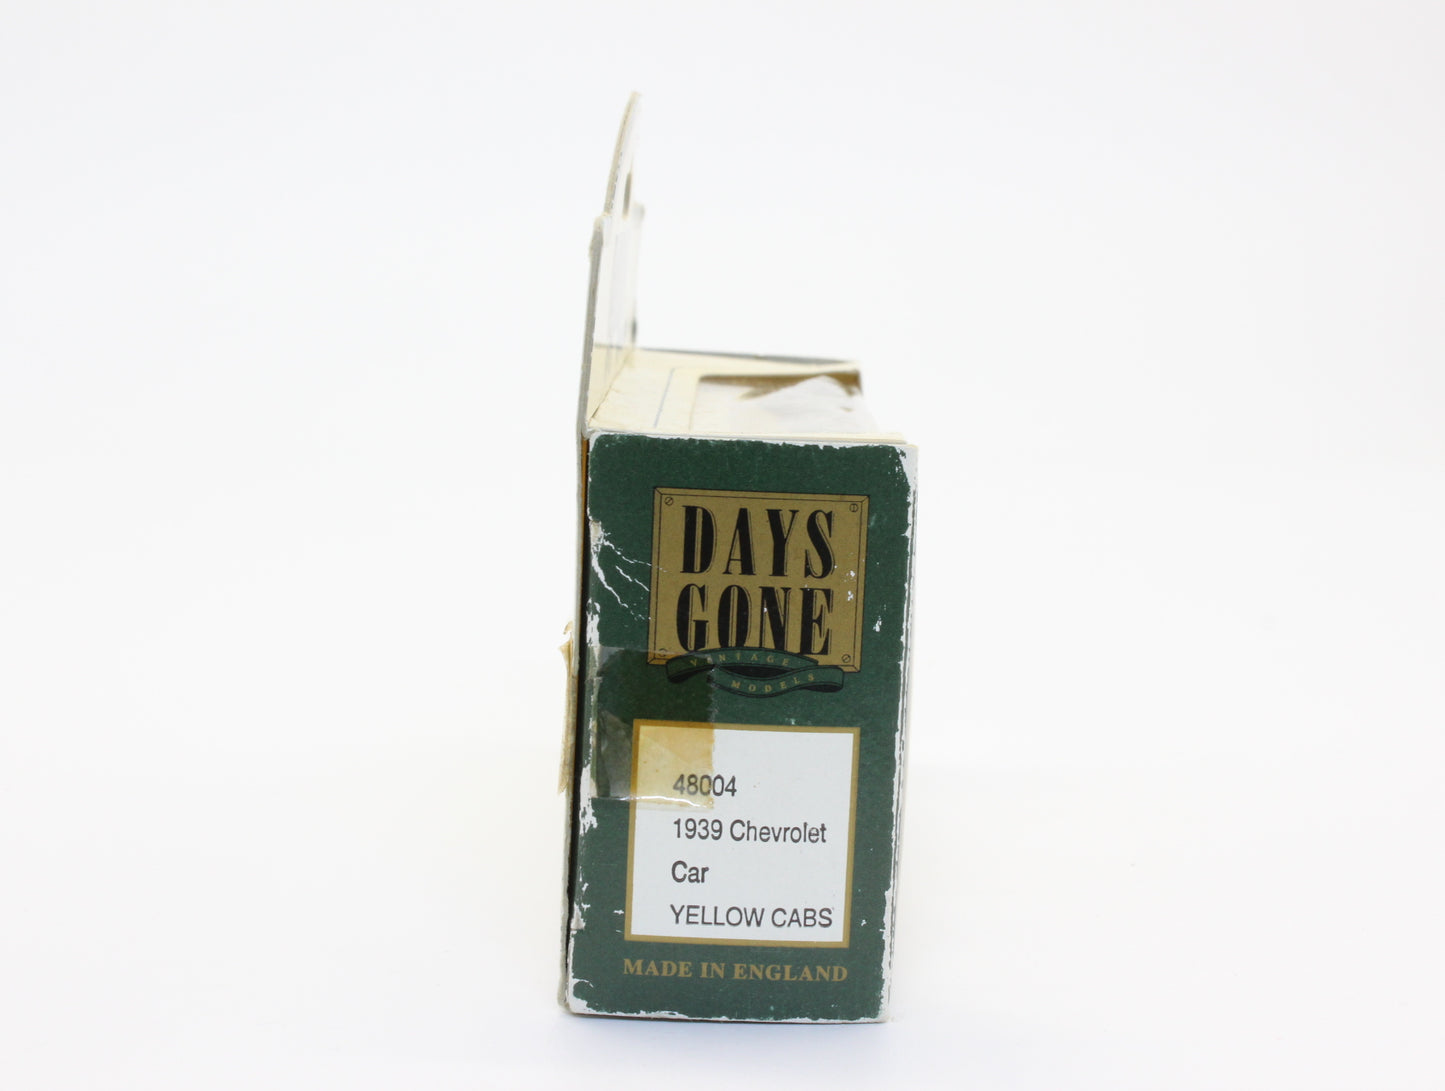 DAYS
GONE
VINTAGE
MODELS
48004
1939 Chevrolet
Car
YELLOW CABS
MADE IN ENGLAND